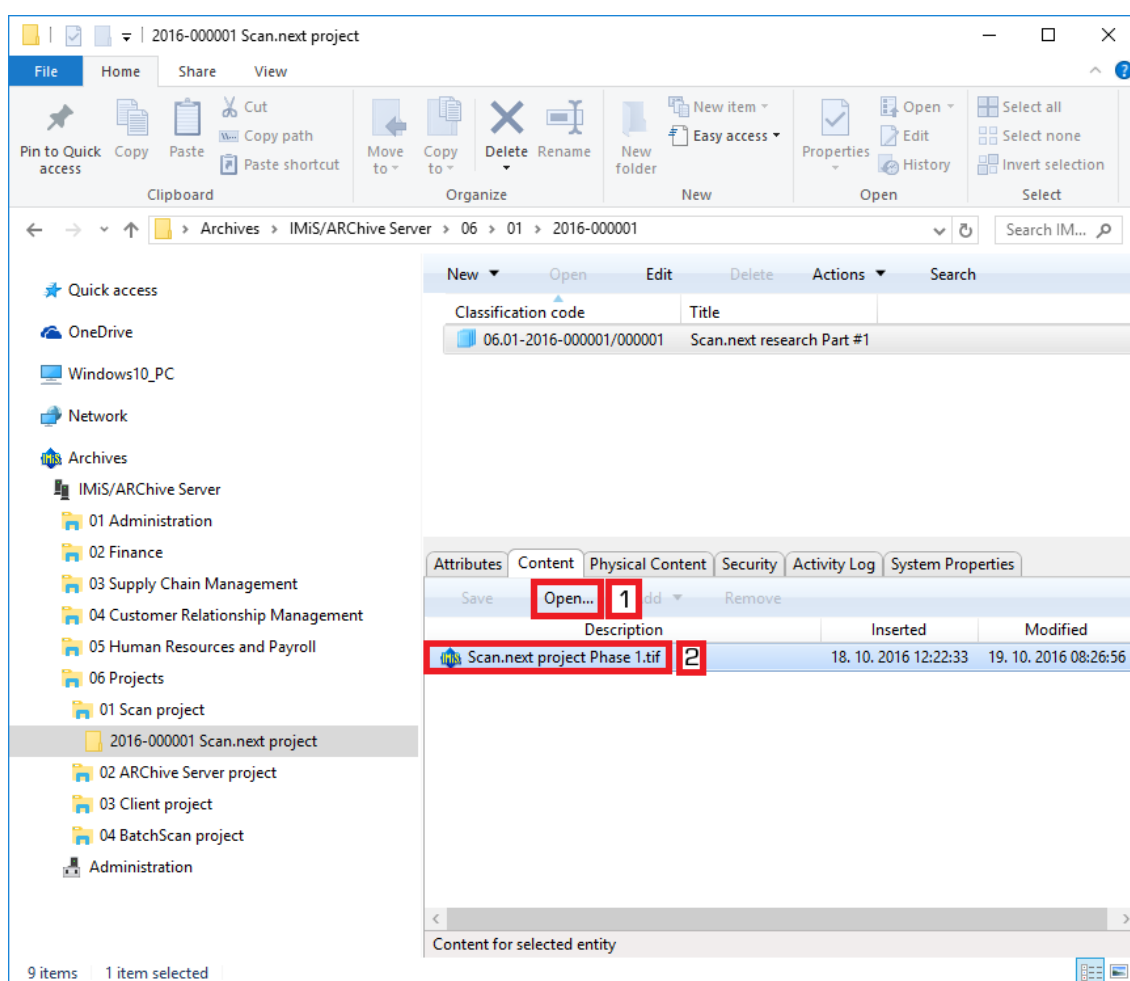 2016-000001 Scan.next project
File Home Share View
Pin to Quick access
Copy
Paste
Cut
Copy path
Paste shortcut
Move to
Copy to
Delete
Rename
New folder
New item
Easy access
Properties
Open
Edit
History
Select all
Select none
Invert selection
Clipboard Organize New Open Select
Archives > IMiS/ARChive Server > 06 > 01 > 2016-000001
Search IM...
Quick access
OneDrive
Windows10_PC
Network
Archives
IMiS/ARChive Server
01 Administration
02 Finance
03 Supply Chain Management
04 Customer Relationship Management
05 Human Resources and Payroll
06 Projects
01 Scan project
2016-000001 Scan.next project
02 ARChive Server project
03 Client project
04 BatchScan project
Administration
New Open Edit Delete Actions Search
Classification code Title
06.01-2016-000001/000001 Scan.next research Part #1
Attributes Content Physical Content Security Activity Log System Properties
Save Open... 1 dd Remove
Description Inserted Modified
IMiS Scan.next project Phase 1.tif 2 18. 10. 2016 12:22:33 19. 10. 2016 08:26:56
Content for selected entity
9 items 1 item selected